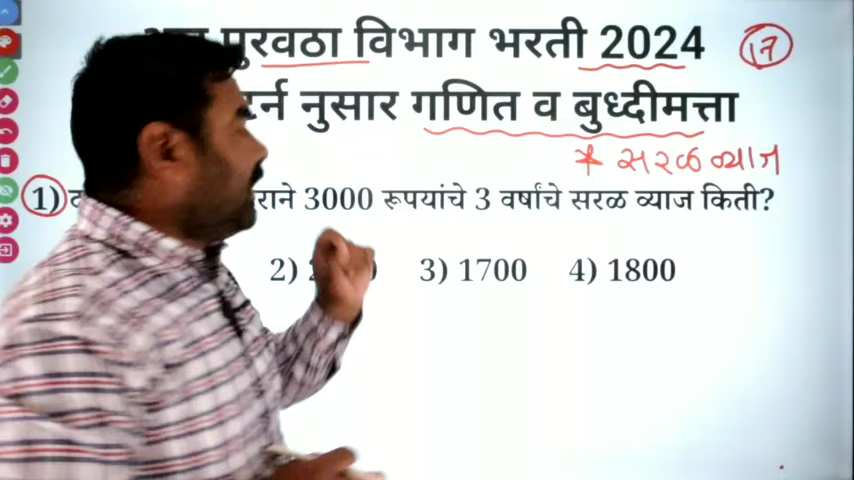 पुरवठा विभाग भरती 2024 17
नुसार गणित व बुध्दीमत्ता
* सरळ व्याज
1) 3000 रूपयांचे 3 वर्षांचे सरळ व्याज किती?
2) 3) 1700 4) 1800